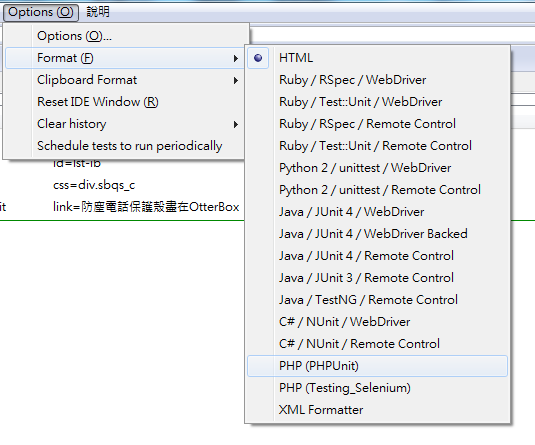 Options (O) 說明
Options (O)...
Format (F)
Clipboard Format
Reset IDE Window (R)
Clear history
Schedule tests to run periodically
HTML
Ruby / RSpec / WebDriver
Ruby / Test::Unit / WebDriver
Ruby / RSpec / Remote Control
Ruby / Test::Unit / Remote Control
Python 2 / unittest / WebDriver
Python 2 / unittest / Remote Control
Java / JUnit 4 / WebDriver
Java / JUnit 4 / WebDriver Backed
Java / JUnit 4 / Remote Control
Java / JUnit 3 / Remote Control
Java / TestNG / Remote Control
C# / NUnit / WebDriver
C# / NUnit / Remote Control
PHP (PHPUnit)
PHP (Testing_Selenium)
XML Formatter
id=lst-ib
css=div.sbqs_c
it link=防塵電話保護殼盡在OtterBox